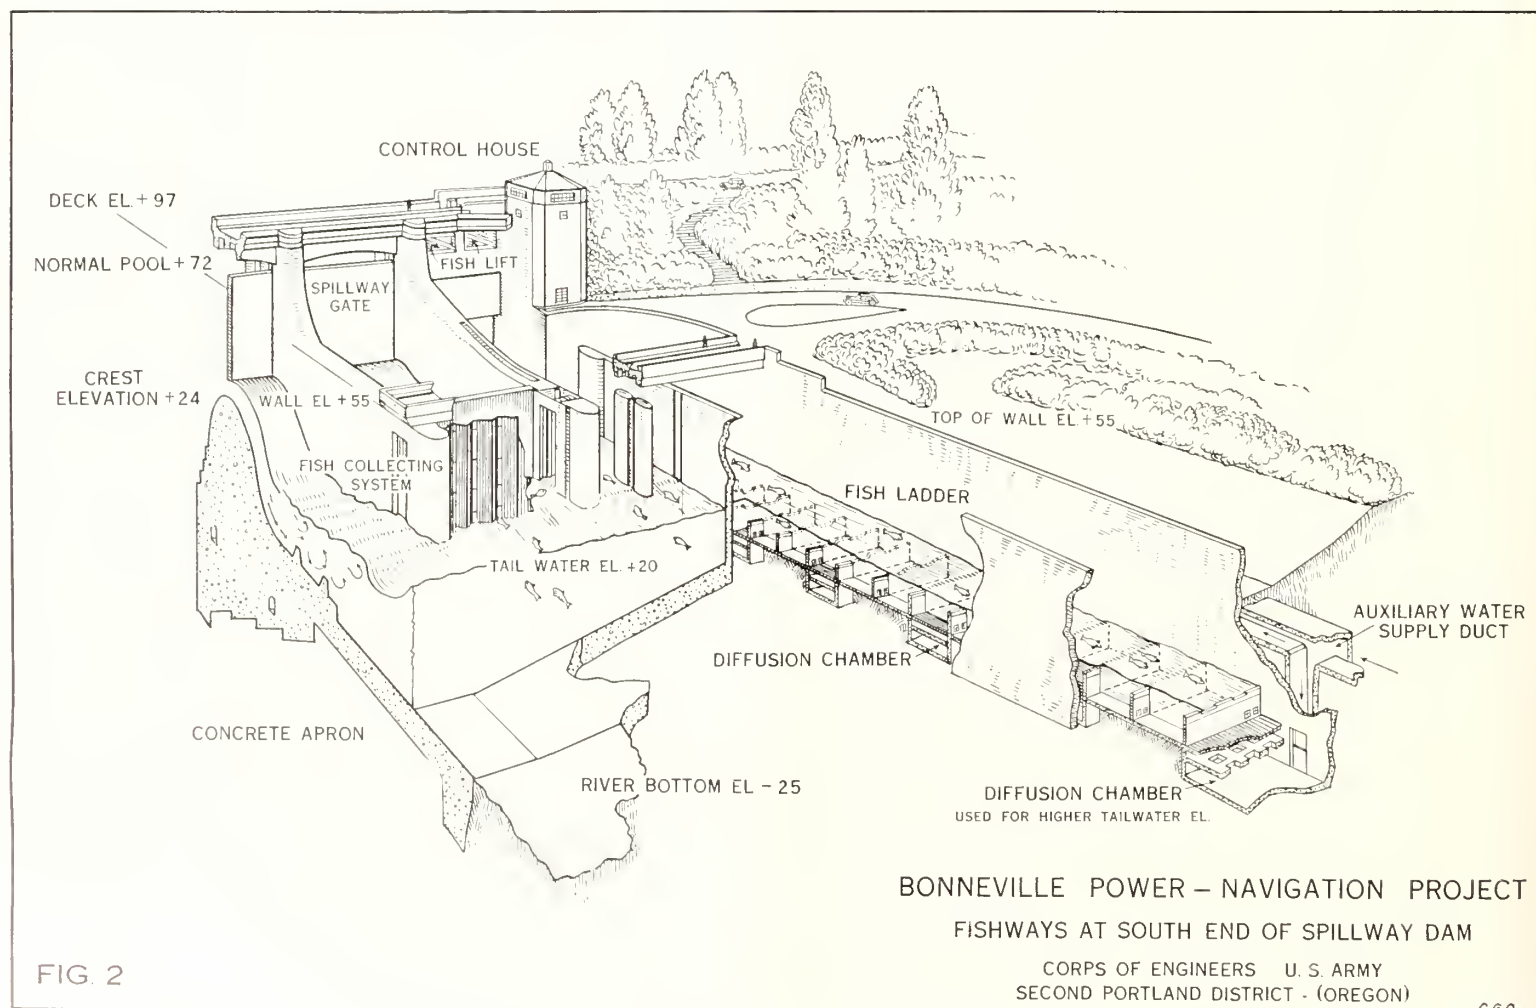 CONTROL HOUSE
DECK EL. + 97
NORMAL POOL + 72
FISH LIFT
SPILLWAY
GATE
CREST
ELEVATION + 24
WALL EL + 55
TOP OF WALL EL. + 55
FISH COLLECTING
SYSTEM
FISH LADDER
TAIL WATER EL. +20
AUXILIARY WATER
SUPPLY DUCT
DIFFUSION CHAMBER
CONCRETE APRON
RIVER BOTTOM EL - 25
DIFFUSION CHAMBER
USED FOR HIGHER TAILWATER EL.
BONNEVILLE POWER – NAVIGATION PROJECT
FISHWAYS AT SOUTH END OF SPILLWAY DAM
CORPS OF ENGINEERS U. S. ARMY
SECOND PORTLAND DISTRICT - (OREGON)
FIG. 2